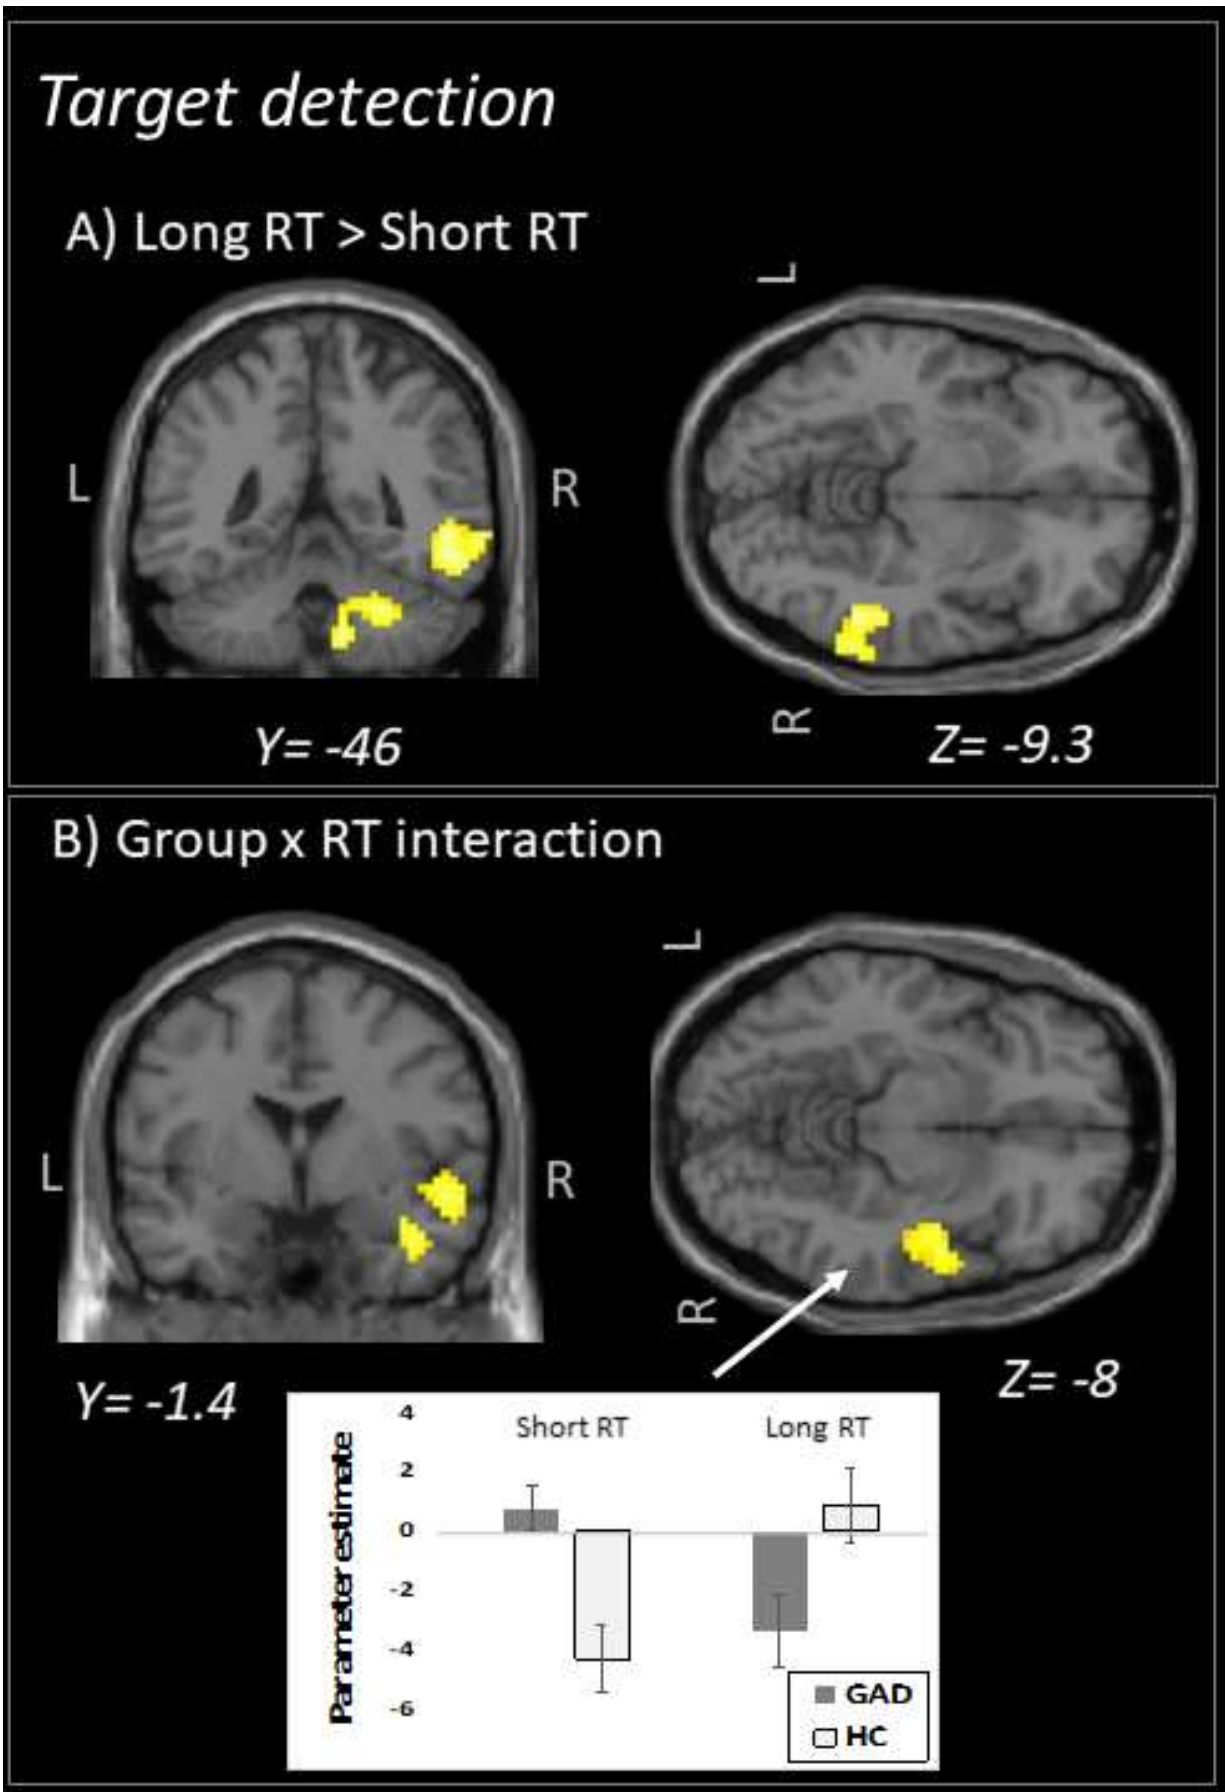 Target detection
A) Long RT > Short RT
L
L
R
R
Y= -46
Z= -9.3
B) Group x RT interaction
L
L
R
R
Y= -1.4
Z= -8
Parameter estimate
4
2
0
-2
-4
-6
Short RT
Long RT
GAD
HC